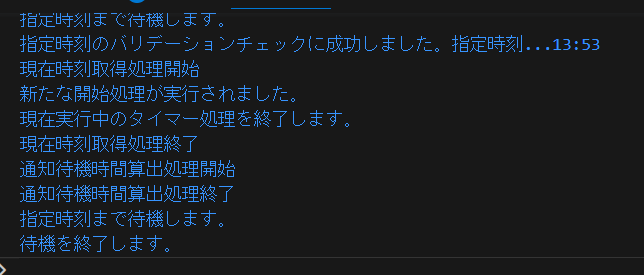 指定時刻まで待機します。
指定時刻のバリデーションチェックに成功しました。指定時刻...13:53
現在時刻取得処理開始
新たな開始処理が実行されました。
現在実行中のタイマー処理を終了します。
現在時刻取得処理終了
通知待機時間算出処理開始
通知待機時間算出処理終了
指定時刻まで待機します。
待機を終了します。